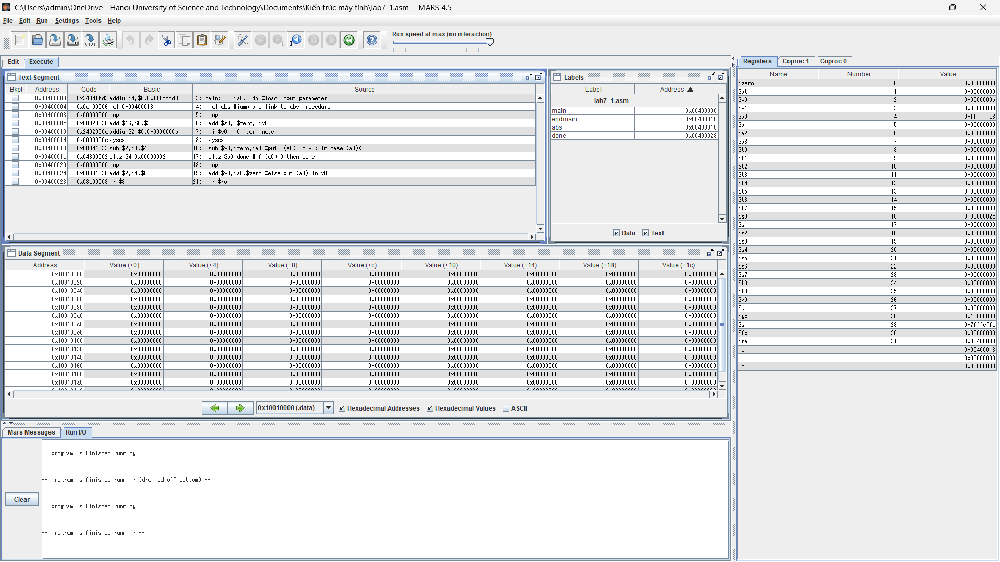 C:\Users\admin\OneDrive - Hanoi University of Science and Technology\Documents\Kiến trúc máy tính\lab7_1.asm - MARS 4.5
File Edit Run Settings Tools Help
Run speed at max (no interaction)
Edit Execute
Text Segment
Bkpt Address Code Basic Source
0x00400000 0x2404ffd3 addiu $4,$0,0xffffffd3 3: main: li $a0, -45 #load input parameter
0x00400004 0x0c100006 jal 0x00400018 4: jal abs #jump and link to abs procedure
0x00400008 0x00000000 nop 5: nop
0x0040000c 0x00028020 add $16,$0,$2 6: add $s0, $zero, $v0
0x00400010 0x2402000a addiu $2,$0,0x0000000a 7: li $v0, 10 #terminate
0x00400014 0x0000000c syscall 8: syscall
0x00400018 0x00041022 sub $2,$0,$4 16: sub $v0,$zero,$a0 #put -(a0) in v0; in case (a0)<0
0x0040001c 0x04800002 bltz $4,0x00000002 17: bltz $a0,done #if (a0)<0 then done
0x00400020 0x00000000 nop 18: nop
0x00400024 0x00801020 add $2,$4,$0 19: add $v0,$a0,$zero #else put (a0) in v0
0x00400028 0x03e00008 jr $31 21: jr $ra
Labels
Label Address ▲
lab7_1.asm
main 0x00400000
endmain 0x00400018
abs 0x00400018
done 0x00400028
Data Text
Data Segment
Address Value (+0) Value (+4) Value (+8) Value (+c) Value (+10) Value (+14) Value (+18) Value (+1c)
0x10010000 0x00000000 0x00000000 0x00000000 0x00000000 0x00000000 0x00000000 0x00000000 0x00000000
0x10010020 0x00000000 0x00000000 0x00000000 0x00000000 0x00000000 0x00000000 0x00000000 0x00000000
0x10010040 0x00000000 0x00000000 0x00000000 0x00000000 0x00000000 0x00000000 0x00000000 0x00000000
0x10010060 0x00000000 0x00000000 0x00000000 0x00000000 0x00000000 0x00000000 0x00000000 0x00000000
0x10010080 0x00000000 0x00000000 0x00000000 0x00000000 0x00000000 0x00000000 0x00000000 0x00000000
0x100100a0 0x00000000 0x00000000 0x00000000 0x00000000 0x00000000 0x00000000 0x00000000 0x00000000
0x100100c0 0x00000000 0x00000000 0x00000000 0x00000000 0x00000000 0x00000000 0x00000000 0x00000000
0x100100e0 0x00000000 0x00000000 0x00000000 0x00000000 0x00000000 0x00000000 0x00000000 0x00000000
0x10010100 0x00000000 0x00000000 0x00000000 0x00000000 0x00000000 0x00000000 0x00000000 0x00000000
0x10010120 0x00000000 0x00000000 0x00000000 0x00000000 0x00000000 0x00000000 0x00000000 0x00000000
0x10010140 0x00000000 0x00000000 0x00000000 0x00000000 0x00000000 0x00000000 0x00000000 0x00000000
0x10010160 0x00000000 0x00000000 0x00000000 0x00000000 0x00000000 0x00000000 0x00000000 0x00000000
0x10010180 0x00000000 0x00000000 0x00000000 0x00000000 0x00000000 0x00000000 0x00000000 0x00000000
0x100101a0 0x00000000 0x00000000 0x00000000 0x00000000 0x00000000 0x00000000 0x00000000 0x00000000
0x10010000 (.data) Hexadecimal Addresses Hexadecimal Values ASCII
Mars Messages Run I/O
-- program is finished running --
-- program is finished running (dropped off bottom) --
-- program is finished running --
-- program is finished running --
Clear
Registers Coproc 1 Coproc 0
Name Number Value
$zero 0 0x00000000
$at 1 0x00000000
$v0 2 0x0000000a
$v1 3 0x00000000
$a0 4 0xffffffd3
$a1 5 0x00000000
$a2 6 0x00000000
$a3 7 0x00000000
$t0 8 0x00000000
$t1 9 0x00000000
$t2 10 0x00000000
$t3 11 0x00000000
$t4 12 0x00000000
$t5 13 0x00000000
$t6 14 0x00000000
$t7 15 0x00000000
$s0 16 0x0000002d
$s1 17 0x00000000
$s2 18 0x00000000
$s3 19 0x00000000
$s4 20 0x00000000
$s5 21 0x00000000
$s6 22 0x00000000
$s7 23 0x00000000
$t8 24 0x00000000
$t9 25 0x00000000
$k0 26 0x00000000
$k1 27 0x00000000
$gp 28 0x10008000
$sp 29 0x7fffeffc
$fp 30 0x00000000
$ra 31 0x00400008
pc 0x00400018
hi 0x00000000
lo 0x00000000